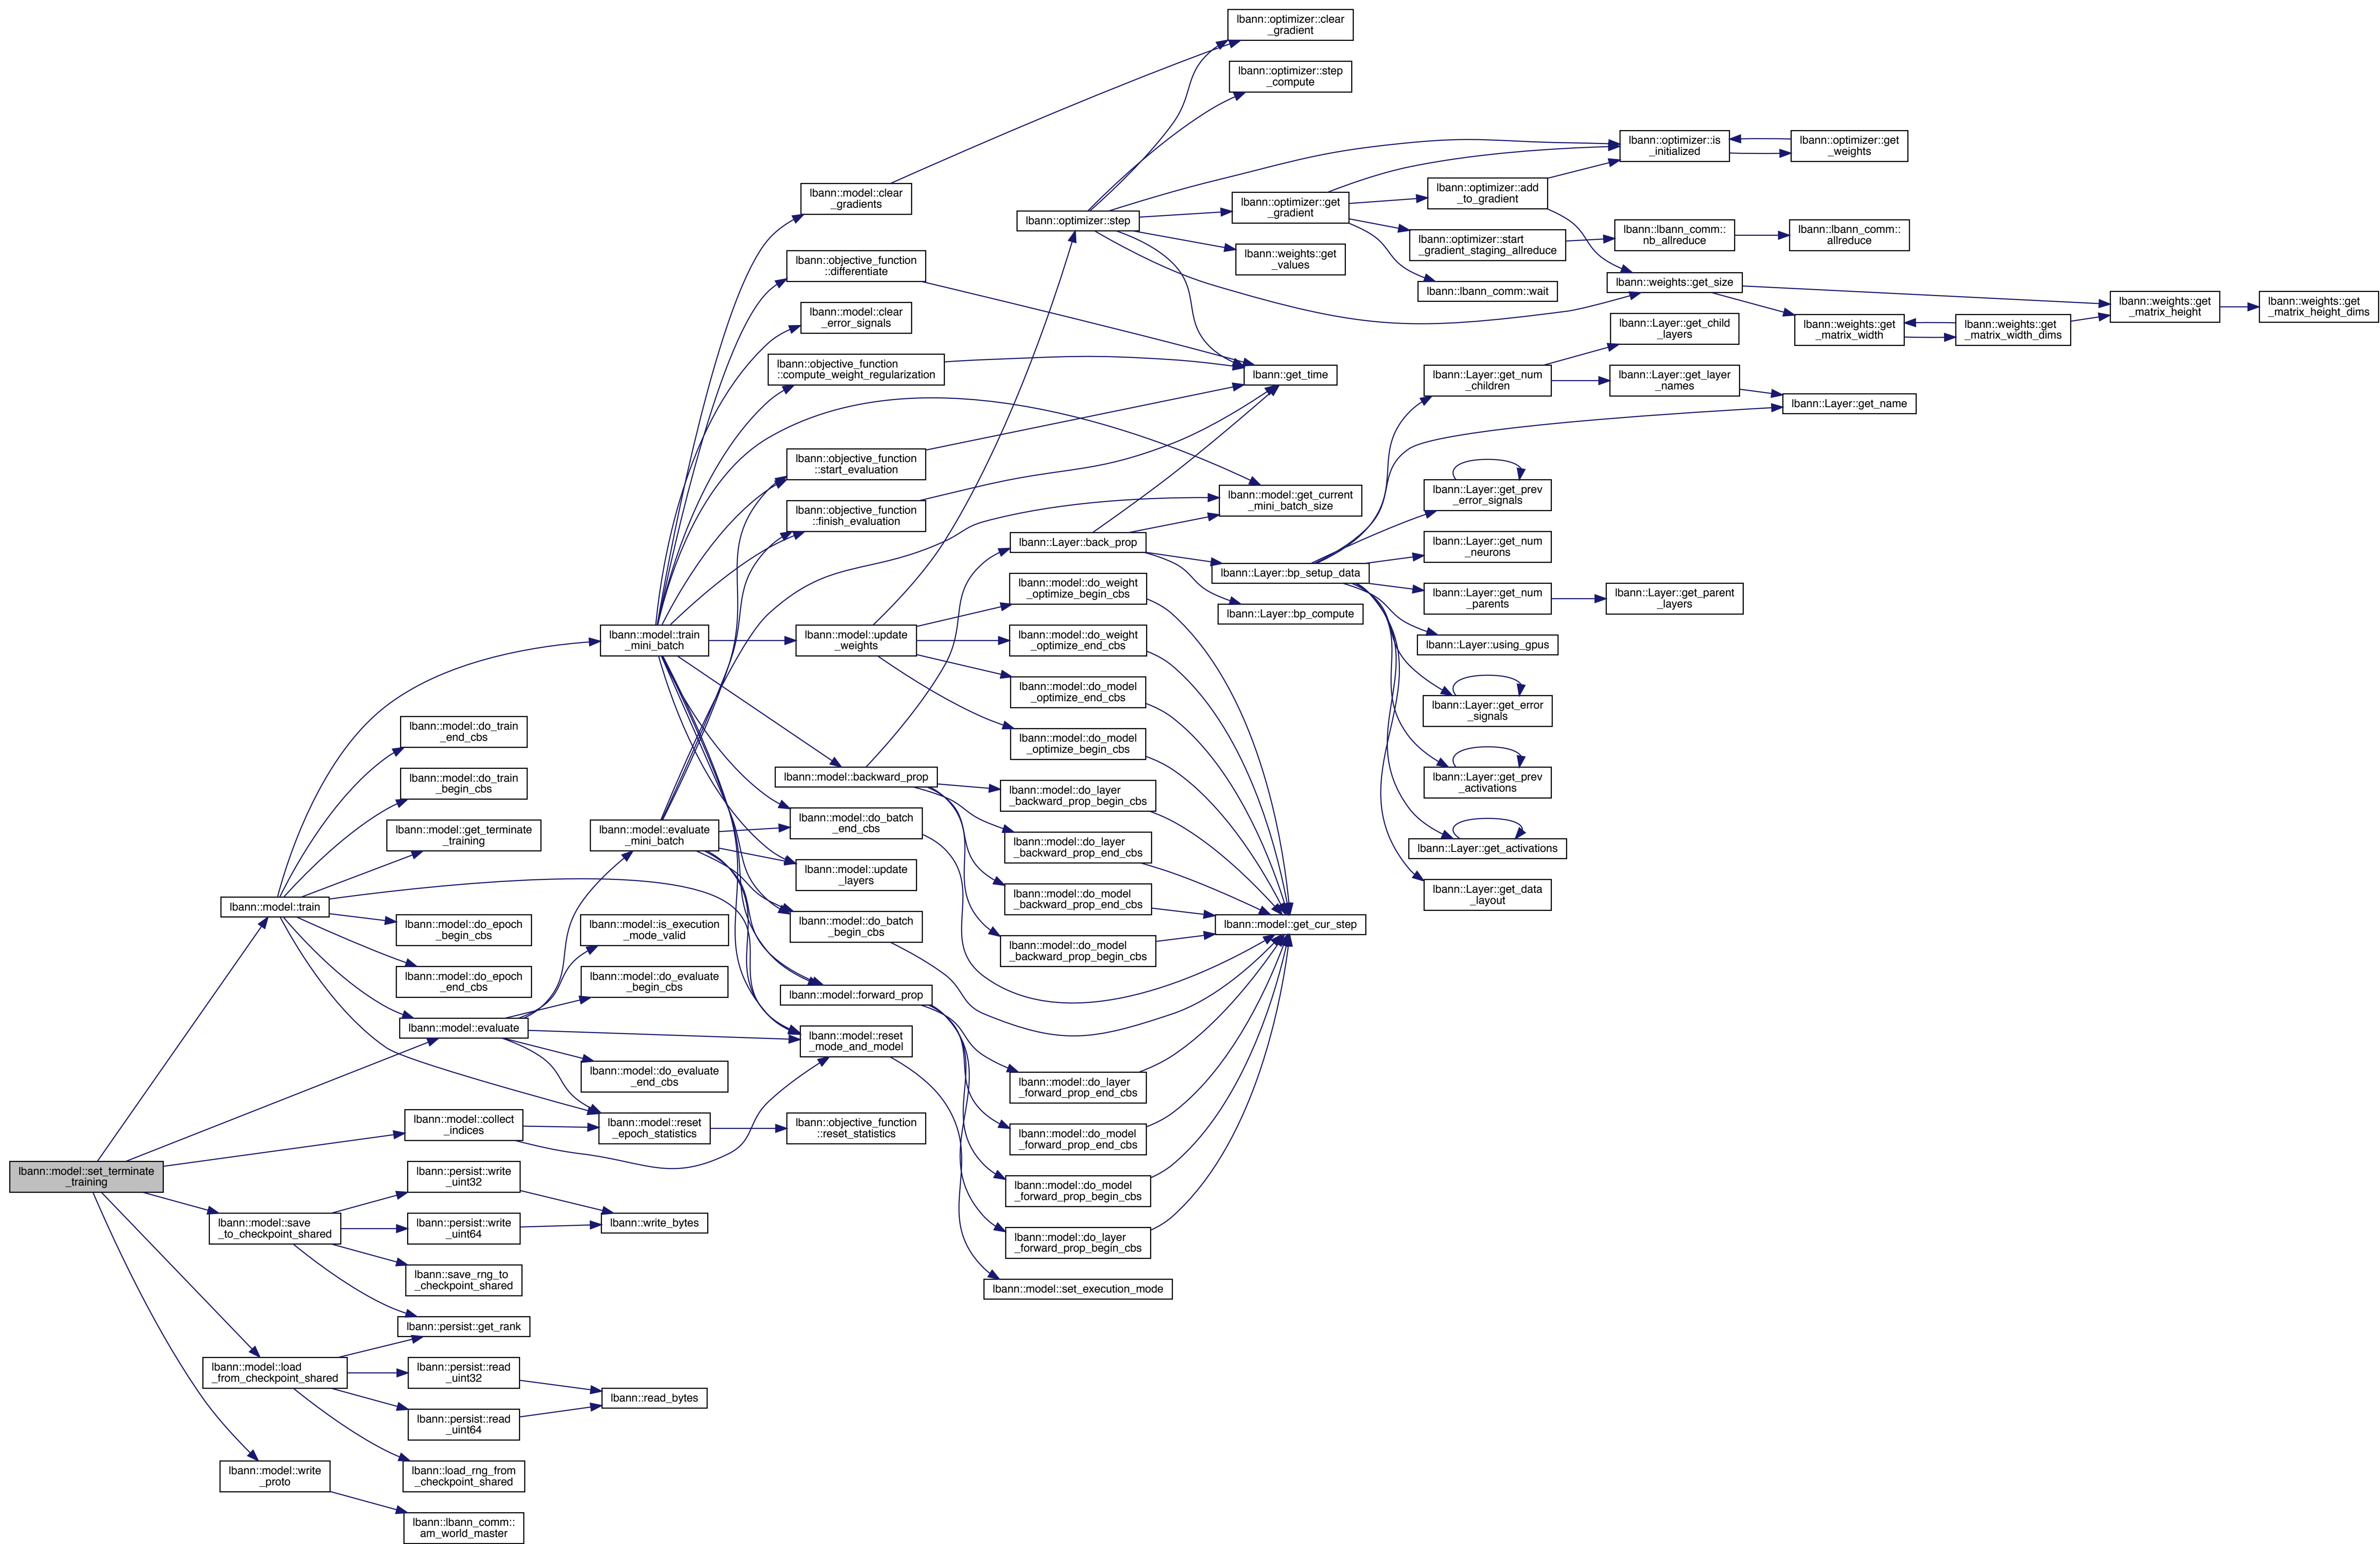 lbann::model::set_terminate
_training
lbann::model::train
lbann::model::evaluate
lbann::model::collect
_indices
lbann::model::save
_to_checkpoint_shared
lbann::model::load
_from_checkpoint_shared
lbann::model::write
_proto
lbann::model::do_train
_end_cbs
lbann::model::do_train
_begin_cbs
lbann::model::get_terminate
_training
lbann::model::do_epoch
_begin_cbs
lbann::model::do_epoch
_end_cbs
lbann::persist::write
_uint32
lbann::persist::write
_uint64
lbann::save_rng_to
_checkpoint_shared
lbann::persist::get_rank
lbann::persist::read
_uint32
lbann::persist::read
_uint64
lbann::load_rng_from
_checkpoint_shared
lbann::lbann_comm::
am_world_master
lbann::model::train
_mini_batch
lbann::model::evaluate
_mini_batch
lbann::model::is_execution
_mode_valid
lbann::model::do_evaluate
_begin_cbs
lbann::model::do_evaluate
_end_cbs
lbann::model::reset
_epoch_statistics
lbann::write_bytes
lbann::read_bytes
lbann::model::clear
_gradients
lbann::objective_function
::differentiate
lbann::model::clear
_error_signals
lbann::objective_function
::compute_weight_regularization
lbann::objective_function
::start_evaluation
lbann::objective_function
::finish_evaluation
lbann::model::update
_weights
lbann::model::backward_prop
lbann::model::do_batch
_end_cbs
lbann::model::update
_layers
lbann::model::do_batch
_begin_cbs
lbann::model::forward_prop
lbann::model::reset
_mode_and_model
lbann::objective_function
::reset_statistics
lbann::optimizer::step
lbann::Layer::back_prop
lbann::model::do_weight
_optimize_begin_cbs
lbann::model::do_weight
_optimize_end_cbs
lbann::model::do_model
_optimize_end_cbs
lbann::model::do_model
_optimize_begin_cbs
lbann::model::do_layer
_backward_prop_begin_cbs
lbann::model::do_layer
_backward_prop_end_cbs
lbann::model::do_model
_backward_prop_end_cbs
lbann::model::do_model
_backward_prop_begin_cbs
lbann::model::do_layer
_forward_prop_end_cbs
lbann::model::do_model
_forward_prop_end_cbs
lbann::model::do_model
_forward_prop_begin_cbs
lbann::model::do_layer
_forward_prop_begin_cbs
lbann::model::set_execution_mode
lbann::optimizer::clear
_gradient
lbann::optimizer::step
_compute
lbann::optimizer::get
_gradient
lbann::weights::get
_values
lbann::get_time
lbann::model::get_current
_mini_batch_size
lbann::Layer::bp_setup_data
lbann::Layer::bp_compute
lbann::model::get_cur_step
lbann::optimizer::add
_to_gradient
lbann::optimizer::start
_gradient_staging_allreduce
lbann::lbann_comm::wait
lbann::Layer::get_num
_children
lbann::Layer::get_prev
_error_signals
lbann::Layer::get_num
_neurons
lbann::Layer::get_num
_parents
lbann::Layer::using_gpus
lbann::Layer::get_error
_signals
lbann::Layer::get_prev
_activations
lbann::Layer::get_activations
lbann::Layer::get_data
_layout
lbann::optimizer::is
_initialized
lbann::lbann_comm::
nb_allreduce
lbann::weights::get_size
lbann::Layer::get_child
_layers
lbann::Layer::get_layer
_names
lbann::Layer::get_parent
_layers
lbann::optimizer::get
_weights
lbann::lbann_comm::
allreduce
lbann::weights::get
_matrix_width
lbann::Layer::get_name
lbann::weights::get
_matrix_width_dims
lbann::weights::get
_matrix_height
lbann::weights::get
_matrix_height_dims